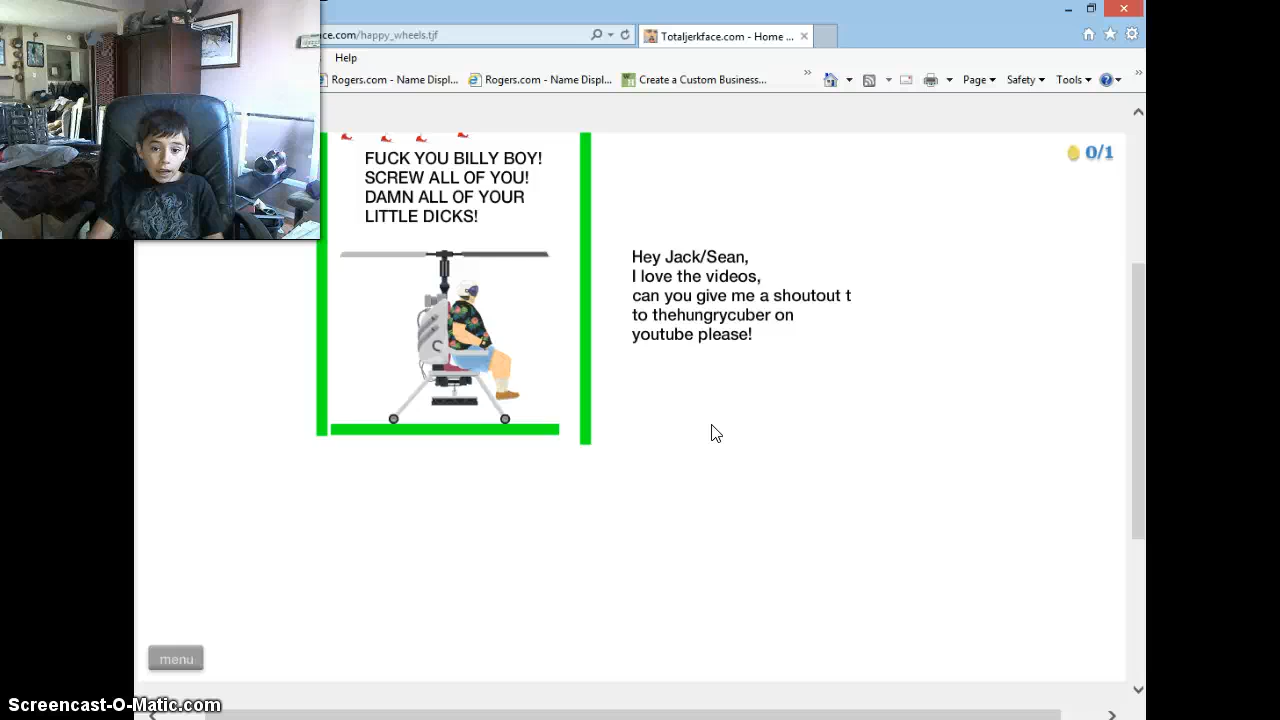 ce.com/happy_wheels.tjf
Totaljerkface.com - Home ...
Help
Rogers.com - Name Displ...
Rogers.com - Name Displ...
Create a Custom Business...
Page
Safety
Tools
0/1
FUCK YOU BILLY BOY!
SCREW ALL OF YOU!
DAMN ALL OF YOUR
LITTLE DICKS!
Hey Jack/Sean,
I love the videos,
can you give me a shoutout t
to thehungrycuber on
youtube please!
menu
Screencast-O-Matic.com